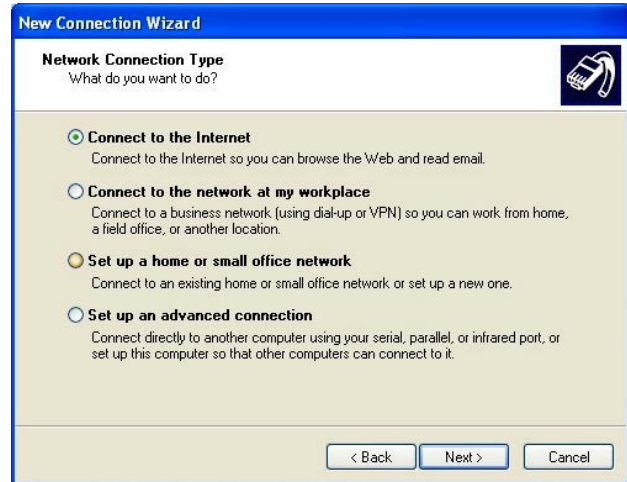 New Connection Wizard
Network Connection Type
What do you want to do?
Connect to the Internet
Connect to the Internet so you can browse the Web and read email.
Connect to the network at my workplace
Connect to a business network (using dial-up or VPN) so you can work from home,
a field office, or another location.
Set up a home or small office network
Connect to an existing home or small office network or set up a new one.
Set up an advanced connection
Connect directly to another computer using your serial, parallel, or infrared port, or
set up this computer so that other computers can connect to it.
< Back Next > Cancel